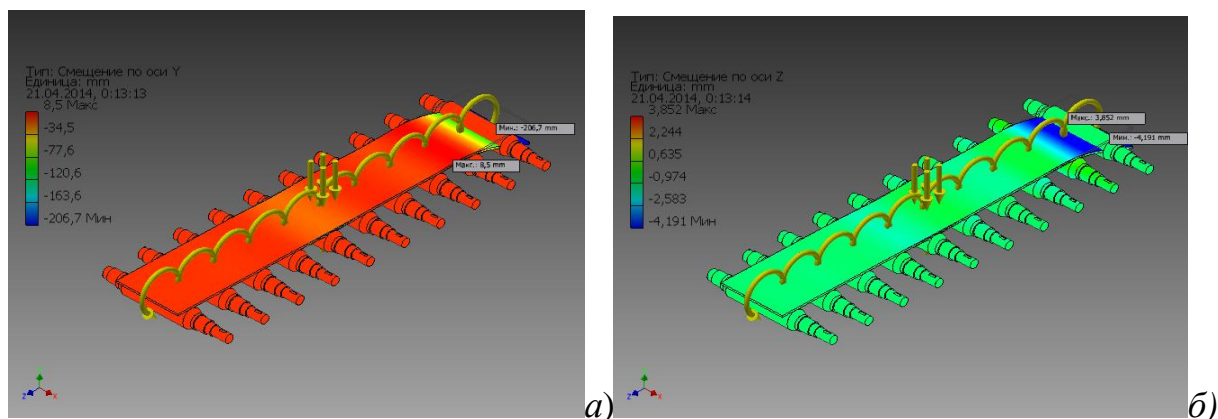 Тип: Смещение по оси Y
Единица: mm
21.04.2014, 0:13:13
8,5 Макс
-34,5
-77,6
-120,6
-163,6
-206,7 Мин
Мин.: -206,7 mm
Макс.: 8,5 mm
Z
X
а)
Тип: Смещение по оси Z
Единица: mm
21.04.2014, 0:13:14
3,852 Макс
2,244
0,635
-0,974
-2,583
-4,191 Мин
Макс.: 3,852 mm
Мин.: -4,191 mm
Z
X
б)